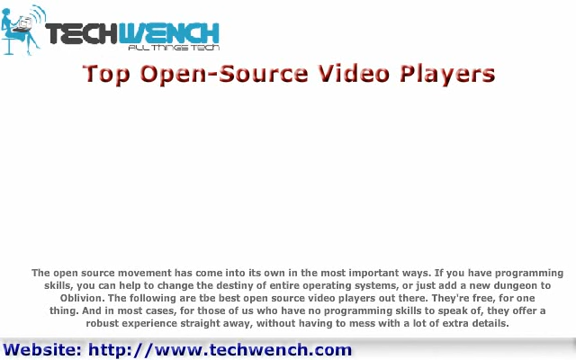 TECHWENCH
ALL THINGS TECH
Top Open-Source Video Players
The open source movement has come into its own in the most important ways. If you have programming
skills, you can help to change the destiny of entire operating systems, or just add a new dungeon to
Oblivion. The following are tbe best open source video players out there. They're free, for one
thing. And in most cases, for those of us who have no programming skills to speak of, they offer a
robust experience straight away, without having to mess with a lot of extra details.
Website: http://www.techwench.com